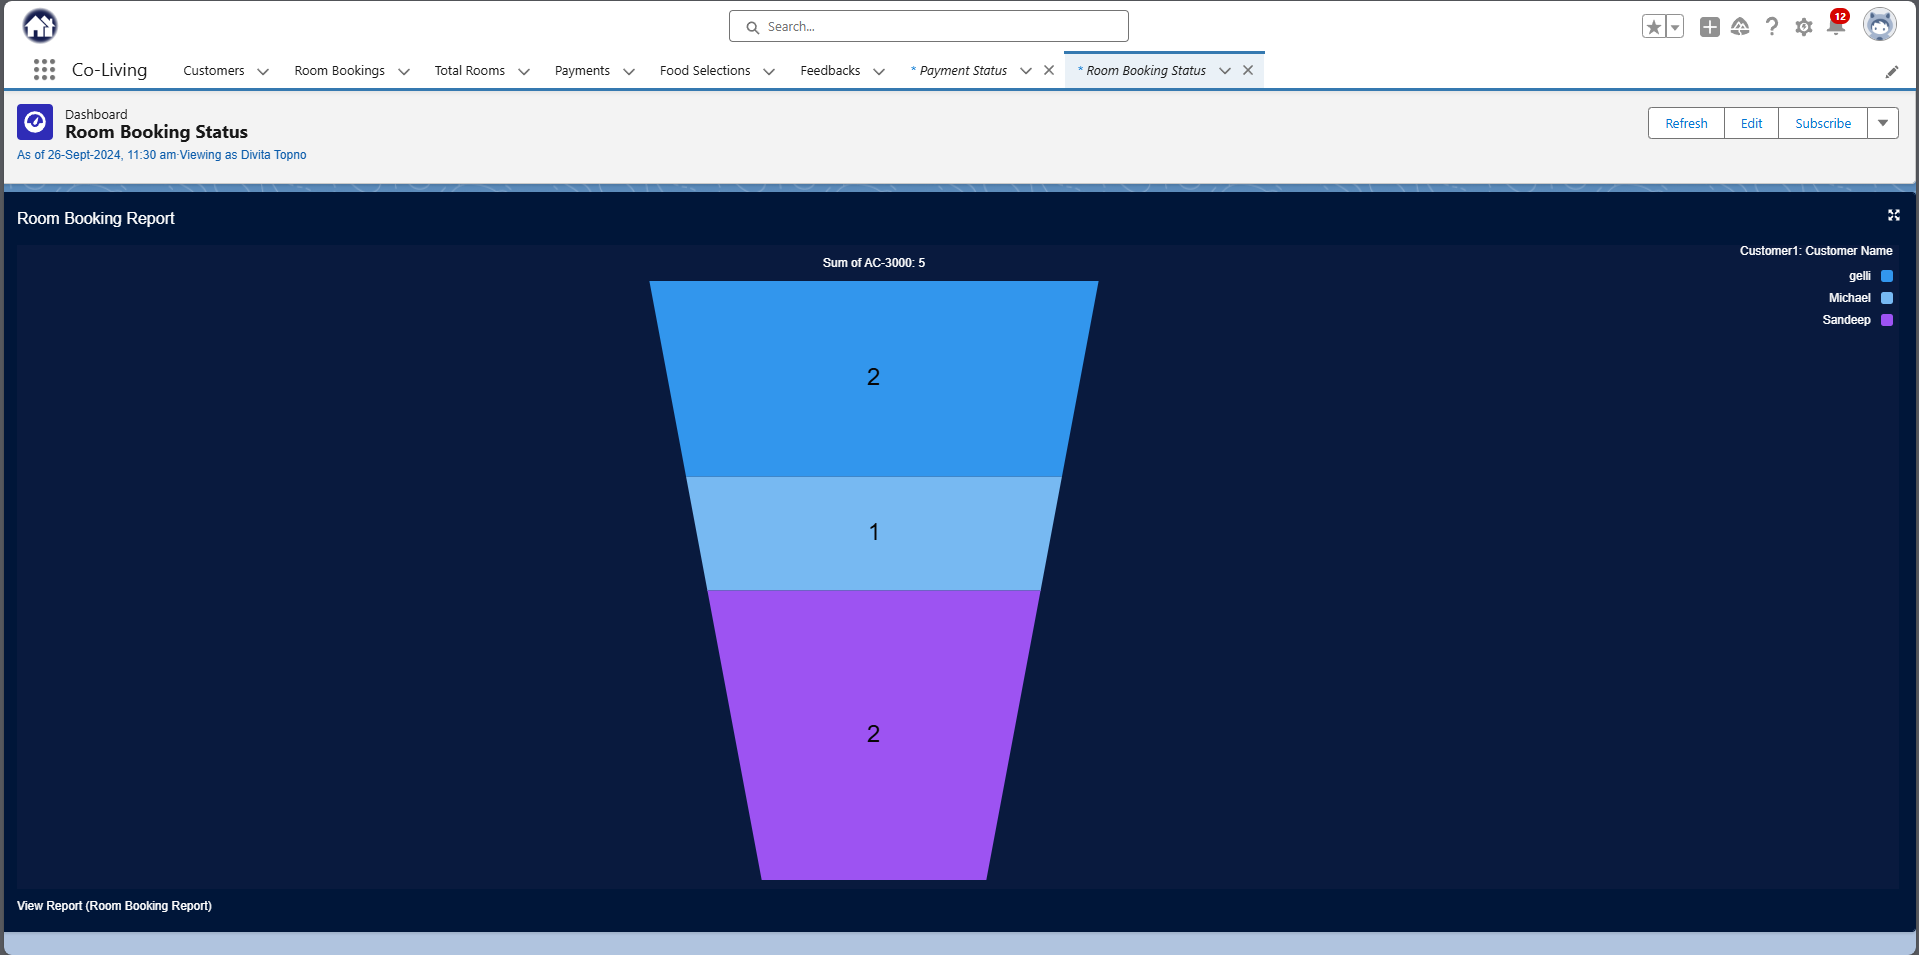 Search...
12
Co-Living
Customers
Room Bookings
Total Rooms
Payments
Food Selections
Feedbacks
* Payment Status
* Room Booking Status
Dashboard
Room Booking Status
As of 26-Sept-2024, 11:30 am·Viewing as Divita Topno
Refresh
Edit
Subscribe
Room Booking Report
Sum of AC-3000: 5
Customer1: Customer Name
gelli
Michael
Sandeep
2
1
2
View Report (Room Booking Report)